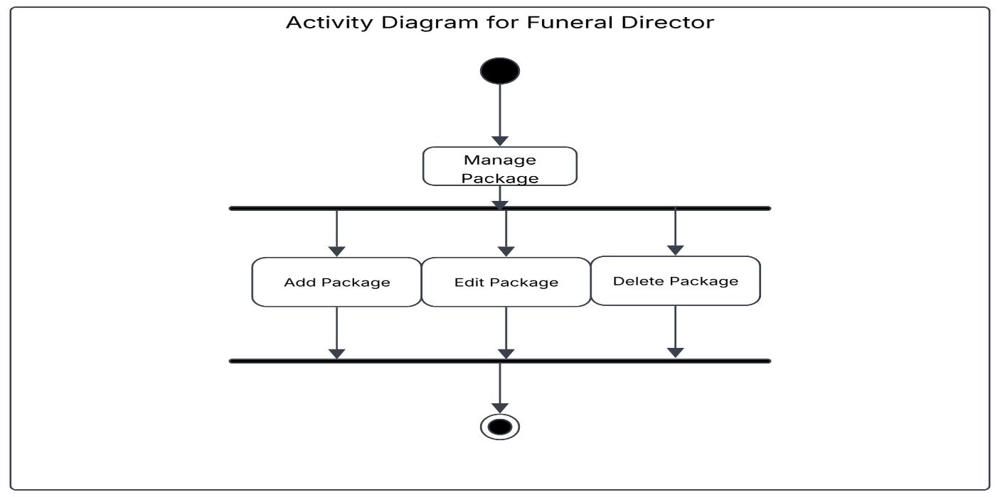 Activity Diagram for Funeral Director
Manage
Package
Add Package
Edit Package
Delete Package